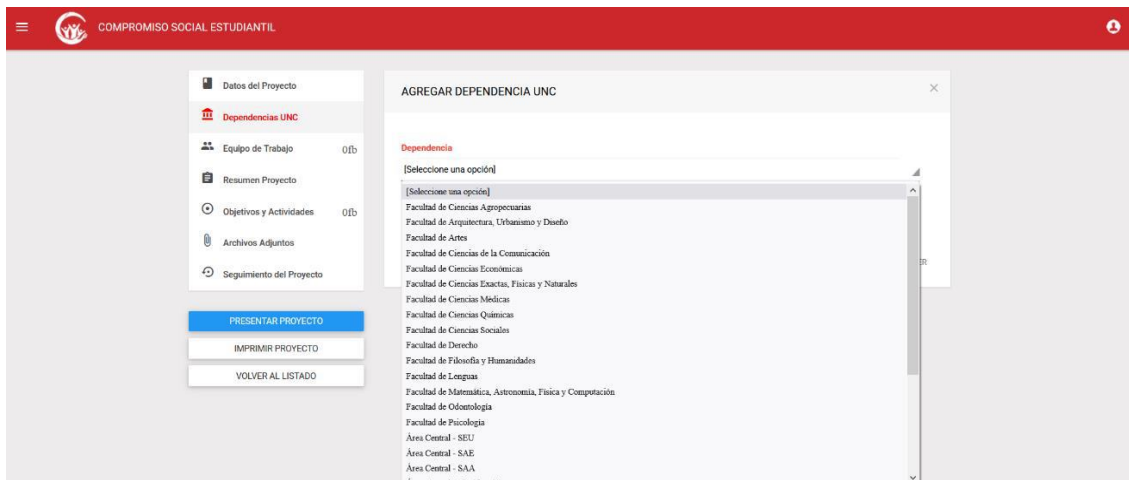 COMPROMISO SOCIAL ESTUDIANTIL
Datos del Proyecto
Dependencias UNC
Equipo de Trabajo 0fb
Resumen Proyecto
Objetivos y Actividades 0fb
Archivos Adjuntos
Seguimiento del Proyecto
PRESENTAR PROYECTO
IMPRIMIR PROYECTO
VOLVER AL LISTADO
AGREGAR DEPENDENCIA UNC
Dependencia
[Seleccione una opción]
[Seleccione una opción]
Facultad de Ciencias Agropecuarias
Facultad de Arquitectura, Urbanismo y Diseño
Facultad de Artes
Facultad de Ciencias de la Comunicación
Facultad de Ciencias Económicas
Facultad de Ciencias Exactas, Físicas y Naturales
Facultad de Ciencias Médicas
Facultad de Ciencias Químicas
Facultad de Ciencias Sociales
Facultad de Derecho
Facultad de Filosofía y Humanidades
Facultad de Lenguas
Facultad de Matemática, Astronomía, Física y Computación
Facultad de Odontología
Facultad de Psicología
Área Central - SEU
Área Central - SAE
Área Central - SAA